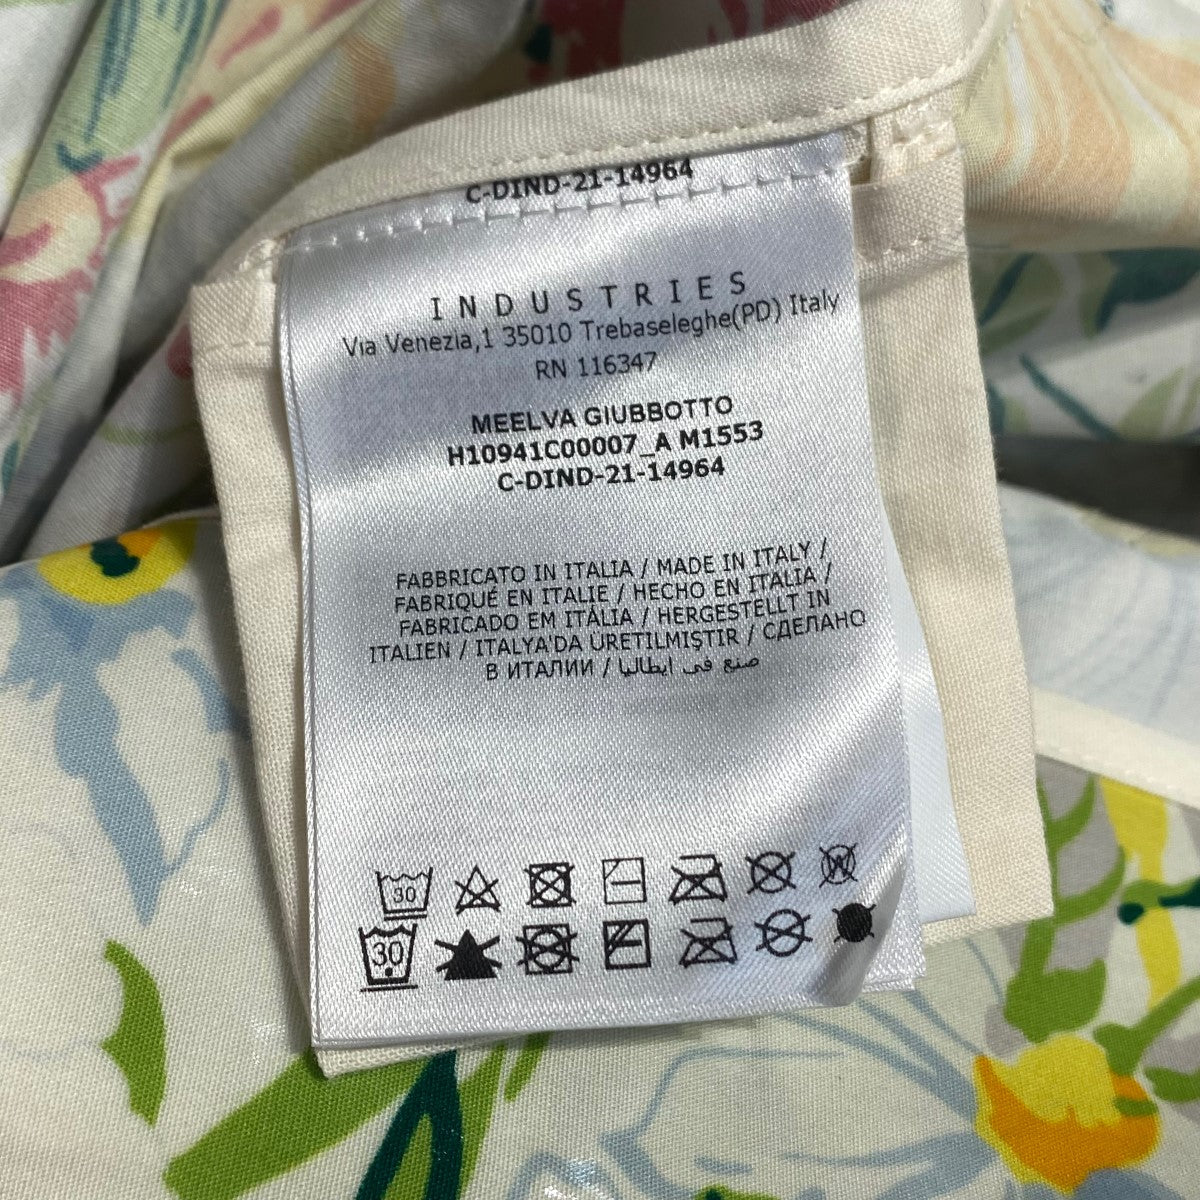 C-DIND-21-14964
INDUSTRIES
Via Venezia,1 35010 Trebaseleghe(PD) Italy
RN 116347
MEELVA GIUBBOTTO
H10941C00007_A M1553
C-DIND-21-14964
FABBRICATO IN ITALIA / MADE IN ITALY /
FABRIQUÉ EN ITALIE / HECHO EN ITALIA /
FABRICADO EM ITÁLIA / HERGESTELLT IN
ITALIEN / ITALYA'DA ÜRETILMIŞTIR / СДЕЛАНО
В ИТАЛИИ / صنع في ايطاليا
30
W
30